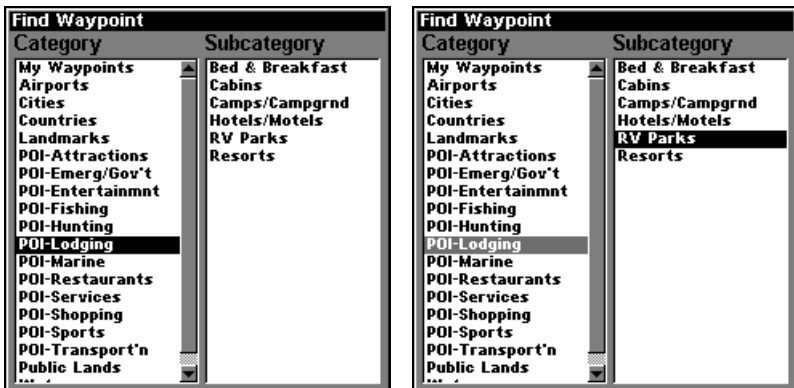 Find Waypoint
Category Subcategory
My Waypoints
Airports
Cities
Countries
Landmarks
POI-Attractions
POI-Emerg/Gov't
POI-Entertainmnt
POI-Fishing
POI-Hunting
POI-Lodging
POI-Marine
POI-Restaurants
POI-Services
POI-Shopping
POI-Sports
POI-Transport'n
Public Lands
Bed & Breakfast
Cabins
Camps/Campgrnd
Hotels/Motels
RV Parks
Resorts
Find Waypoint
Category Subcategory
My Waypoints
Airports
Cities
Countries
Landmarks
POI-Attractions
POI-Emerg/Gov't
POI-Entertainmnt
POI-Fishing
POI-Hunting
POI-Lodging
POI-Marine
POI-Restaurants
POI-Services
POI-Shopping
POI-Sports
POI-Transport'n
Public Lands
Bed & Breakfast
Cabins
Camps/Campgrnd
Hotels/Motels
RV Parks
Resorts